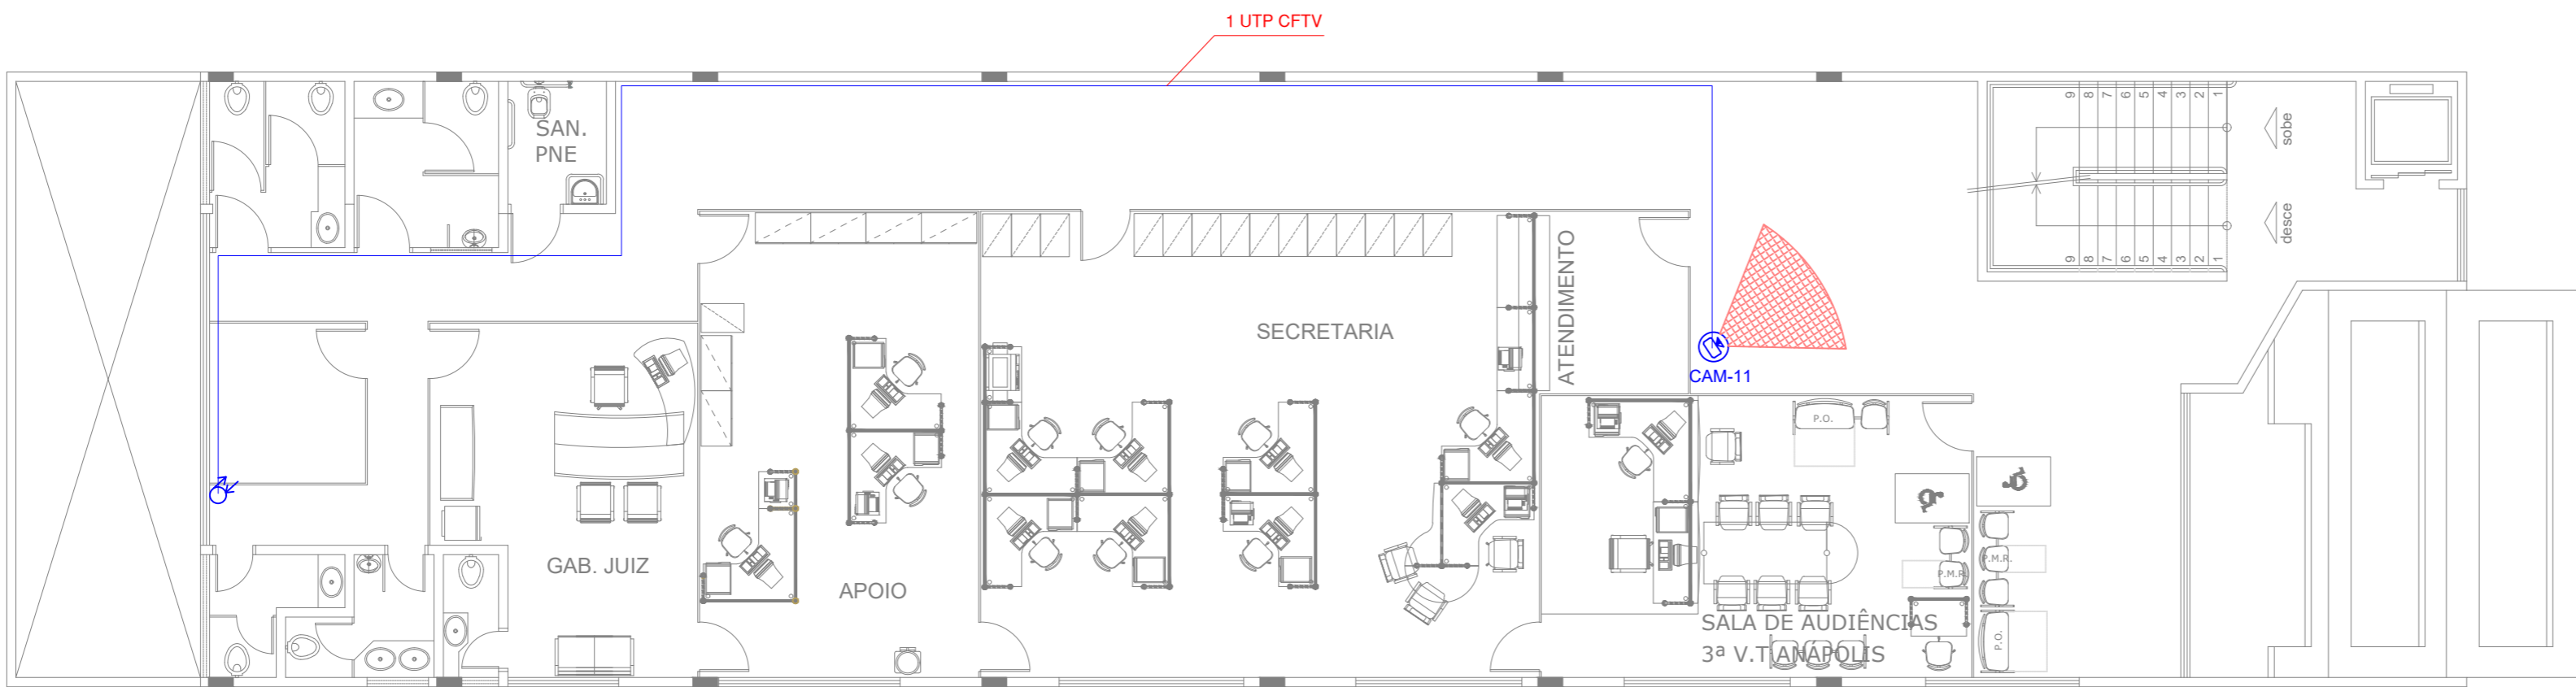 1 UTP CFTV
SAN.
PNE
9 8 7 6 5 4 3 2 1
sobe
desce
9 8 7 6 5 4 3 2 1
ATENDIMENTO
SECRETARIA
CAM-11
P.O.
GAB. JUIZ
APOIO
P.M.R.
P.M.R.
SALA DE AUDIÊNCIAS
3ª V.T ANÁPOLIS
P.O.